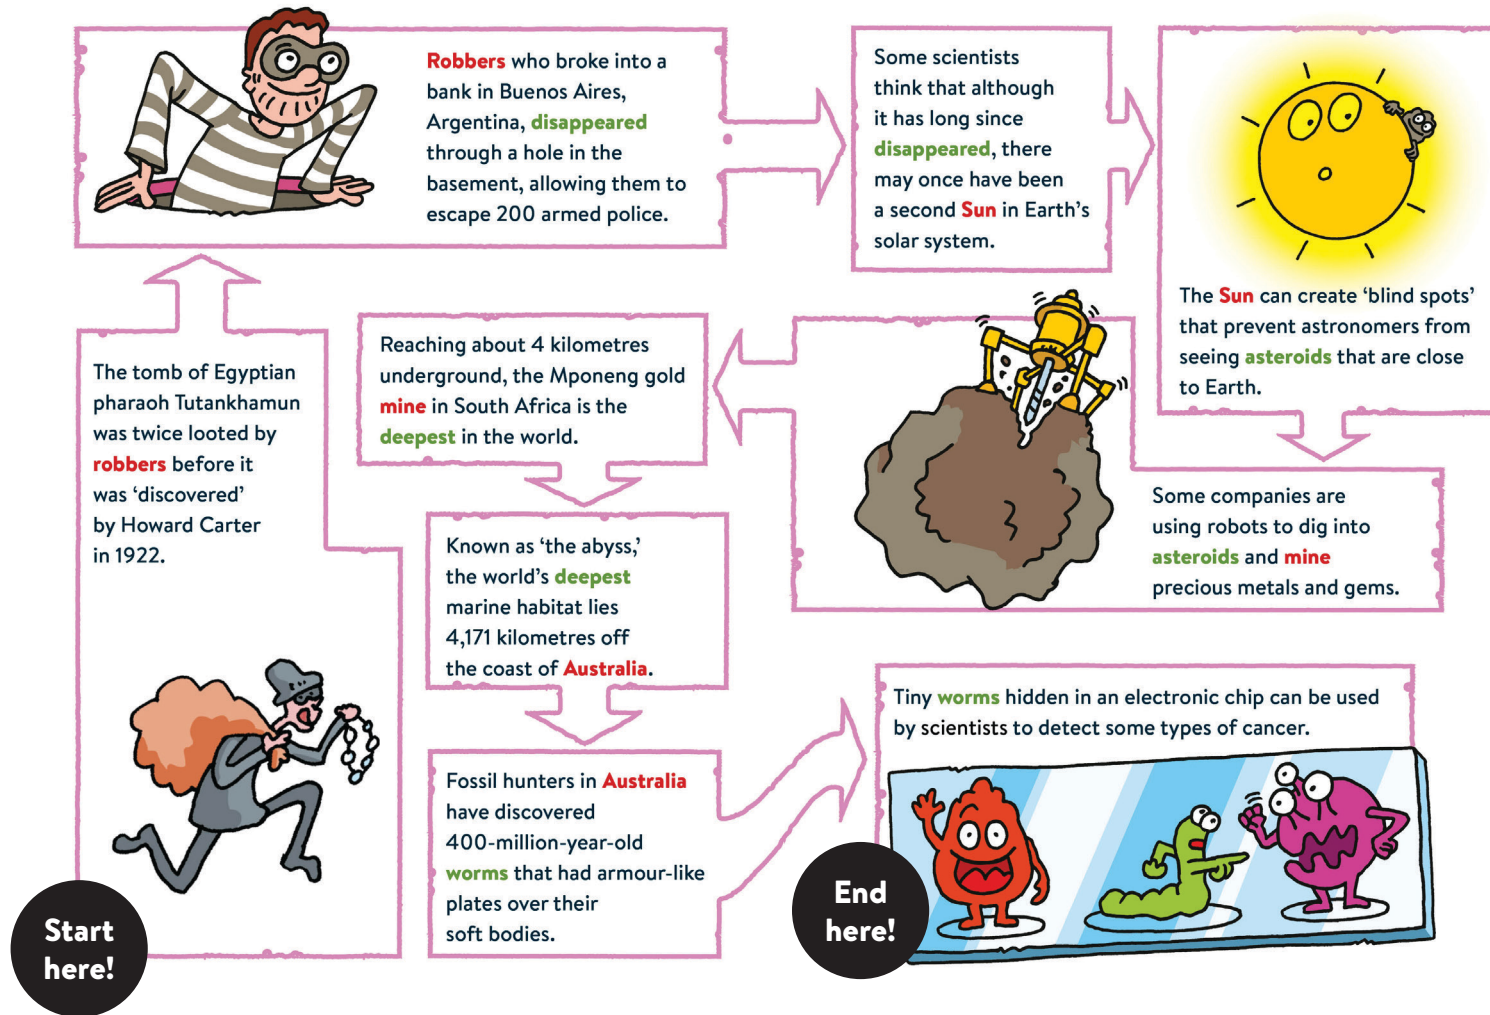 Start
here!
The tomb of Egyptian
pharaoh Tutankhamun
was twice looted by
robbers before it
was ‘discovered’
by Howard Carter
in 1922.
Robbers who broke into a
bank in Buenos Aires,
Argentina, disappeared
through a hole in the
basement, allowing them to
escape 200 armed police.
Some scientists
think that although
it has long since
disappeared, there
may once have been
a second Sun in Earth’s
solar system.
The Sun can create ‘blind spots’
that prevent astronomers from
seeing asteroids that are close
to Earth.
Some companies are
using robots to dig into
asteroids and mine
precious metals and gems.
Reaching about 4 kilometres
underground, the Mponeng gold
mine in South Africa is the
deepest in the world.
Known as ‘the abyss,’
the world’s deepest
marine habitat lies
4,171 kilometres off
the coast of Australia.
Fossil hunters in Australia
have discovered
400-million-year-old
worms that had armour-like
plates over their
soft bodies.
Tiny worms hidden in an electronic chip can be used
by scientists to detect some types of cancer.
End
here!